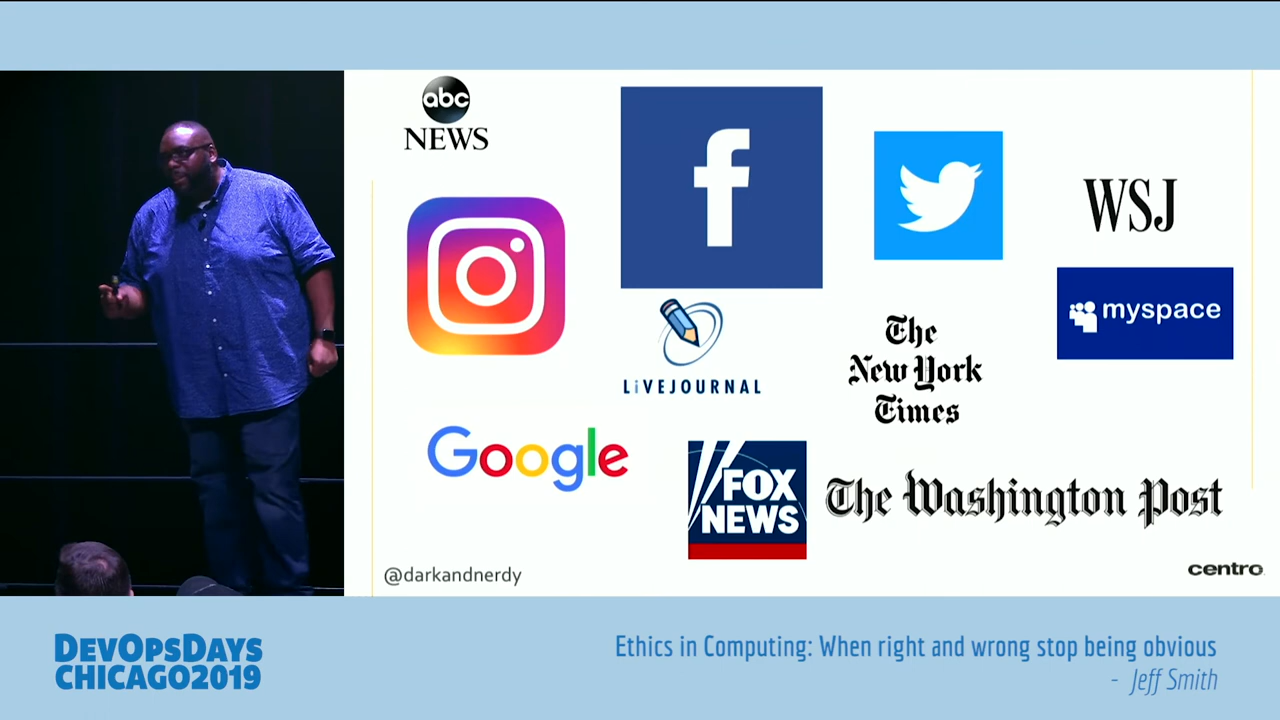 abc
NEWS
f
WSJ
myspace
LiVEJOURNAL
The
New York
Times
Google
FOX
NEWS
The Washington Post
@darkandnerdy
centro
DEVOPSDAYS
CHICAGO2019
Ethics in Computing: When right and wrong stop being obvious
- Jeff Smith